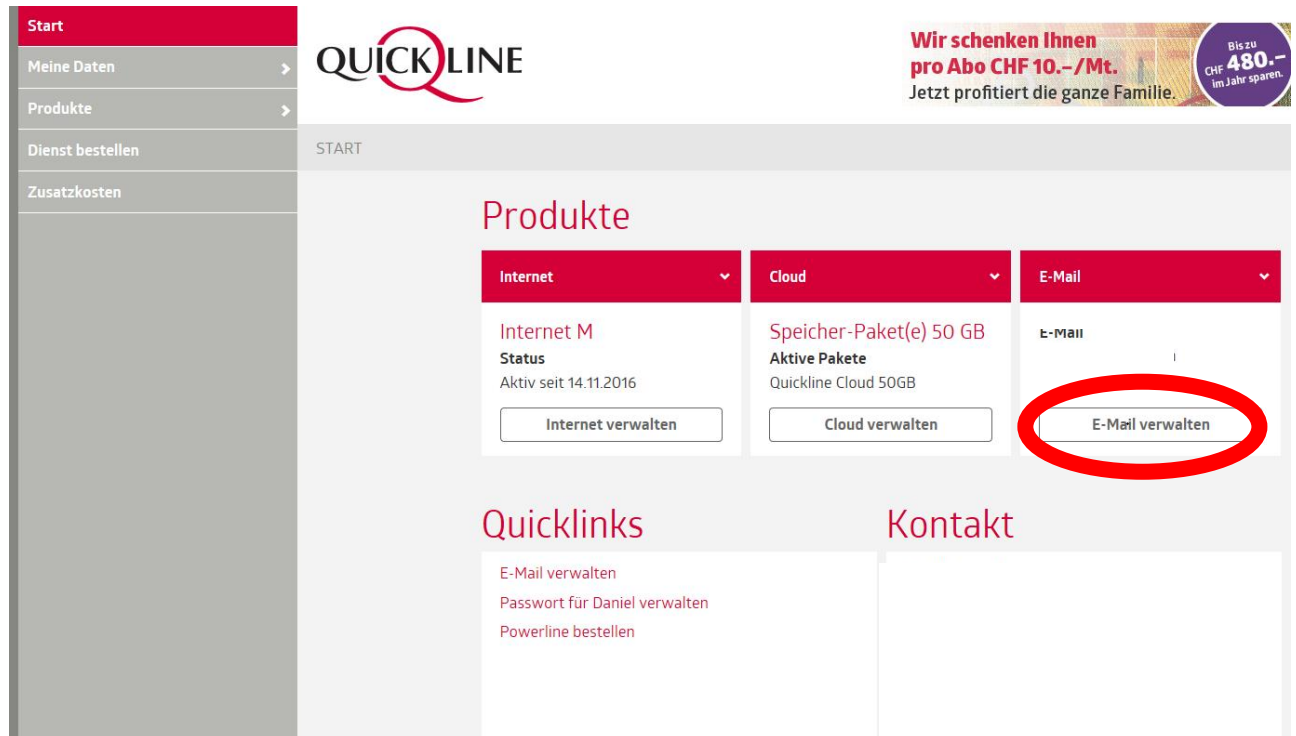 Start
Meine Daten
Produkte
Dienst bestellen
Zusatzkosten
QUICKLINE
Wir schenken Ihnen
pro Abo CHF 10.–/Mt.
Jetzt profitiert die ganze Familie.
Bis zu
CHF 480.–
im Jahr sparen.
START
Produkte
Internet
Internet M
Status
Aktiv seit 14.11.2016
Internet verwalten
Cloud
Speicher-Paket(e) 50 GB
Aktive Pakete
Quickline Cloud 50GB
Cloud verwalten
E-Mail
E-Mail
E-Mail verwalten
Quicklinks
E-Mail verwalten
Passwort für Daniel verwalten
Powerline bestellen
Kontakt